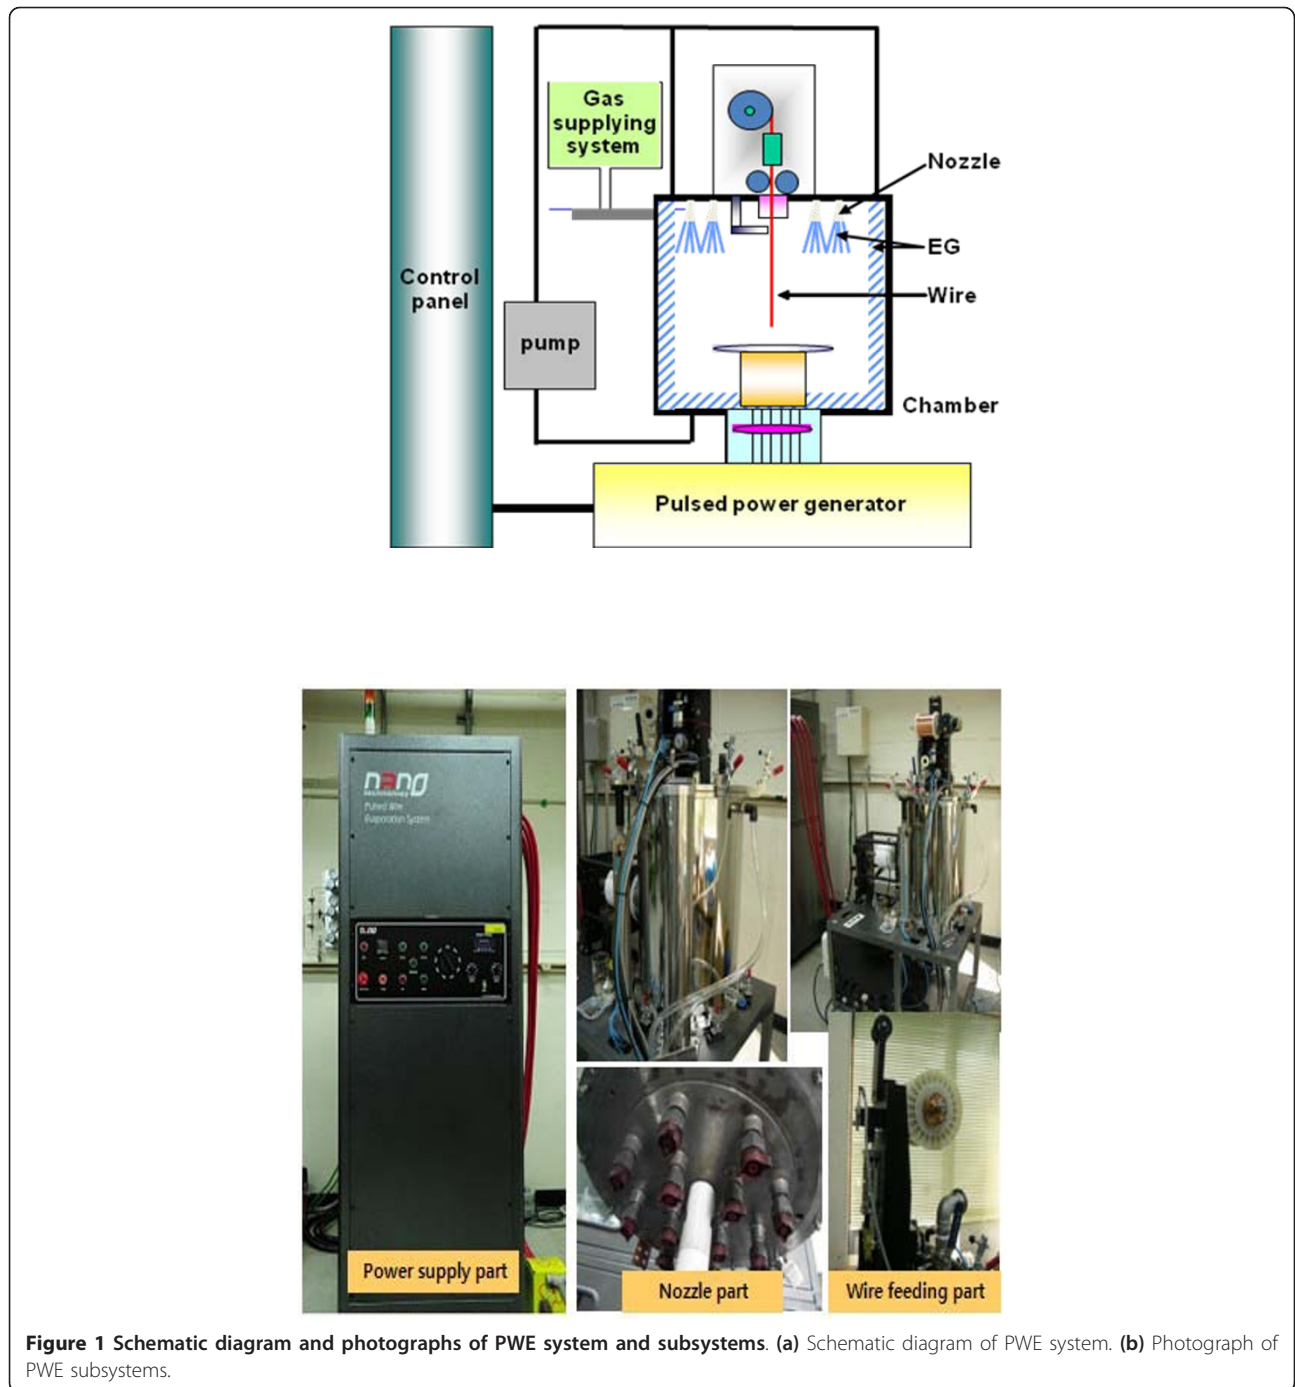 Gas
supplying
system
Nozzle
EG
Wire
Control
panel
pump
Chamber
Pulsed power generator
nano
technology
Pulsed Wire
Evaporation System
nano
Power supply part
Nozzle part
Wire feeding part
Figure 1 Schematic diagram and photographs of PWE system and subsystems. (a) Schematic diagram of PWE system. (b) Photograph of
PWE subsystems.